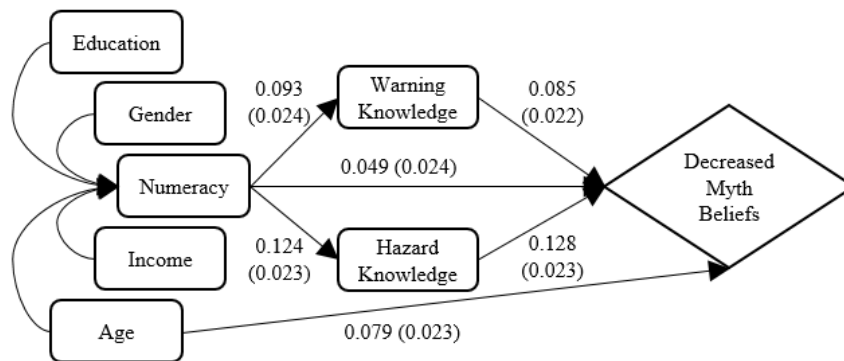 Education
Gender
Numeracy
Income
Age
0.093
(0.024)
Warning
Knowledge
0.085
(0.022)
0.049 (0.024)
0.124
(0.023)
Hazard
Knowledge
0.128
(0.023)
0.079 (0.023)
Decreased
Myth
Beliefs